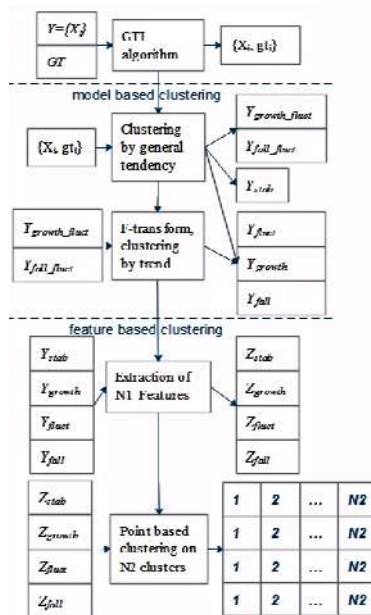 Y={Xi}
GT
GTI
algorithm
{Xi, gti}
model based clustering
{Xi, gti}
Clustering
by general
tendency
Ygrowth_fluct
Yfall_fluct
Ystab
Ygrowth_fluct
Yfall_fluct
F-transform,
clustering
by trend
Yfluct
Ygrowth
Yfall
feature based clustering
Ystab
Ygrowth
Yfluct
Yfall
Extraction of
N1 Features
Zstab
Zgrowth
Zfluct
Zfall
Zstab
Zgrowth
Zfluct
Zfall
Point based
clustering on
N2 clusters
1 2 ... N2
1 2 ... N2
1 2 ... N2
1 2 ... N2